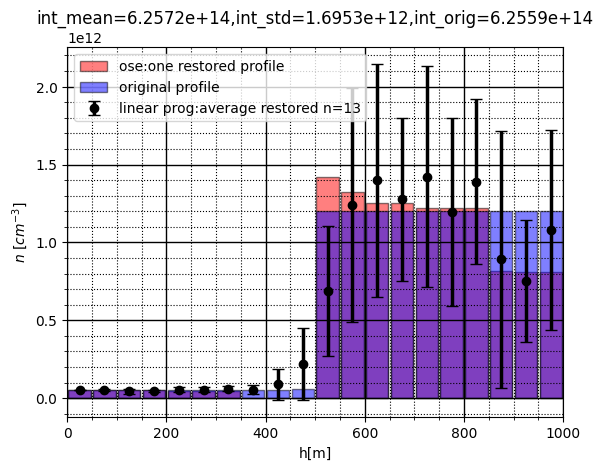 int_mean=6.2572e+14,int_std=1.6953e+12,int_orig=6.2559e+14
1e12
ose:one restored profile
original profile
linear prog:average restored n=13
2.0
1.5
1.0
0.5
0.0
n [cm⁻³]
0 200 400 600 800 1000
h[m]